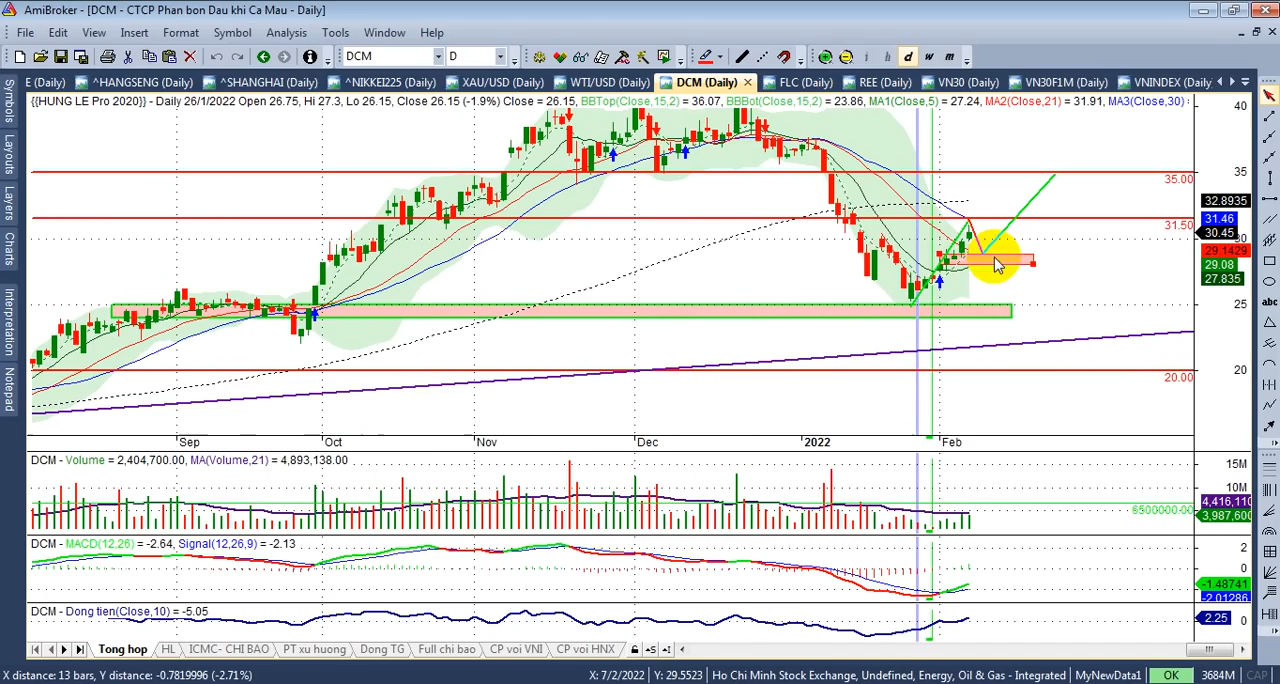 AmiBroker - [DCM - CTCP Phan bon Dau khi Ca Mau - Daily]
File Edit View Insert Format Symbol Analysis Tools Window Help
DCM D i h d w m
E (Daily) ^HANGSENG (Daily) ^SHANGHAI (Daily) ^NIKKEI225 (Daily) XAU/USD (Daily) WTI/USD (Daily) DCM (Daily) FLC (Daily) REE (Daily) VN30 (Daily) VN30F1M (Daily) VNINDEX (Daily)
{{HUNG LE Pro 2020}} - Daily 26/1/2022 Open 26.75, Hi 27.3, Lo 26.15, Close 26.15 (-1.9%) Close = 26.15, BBTop(Close,15,2) = 36.07, BBBot(Close,15,2) = 23.86, MA1(Close,5) = 27.24, MA2(Close,21) = 31.91, MA3(Close,30) :
40
35
35.00
32.8935
31.46
31.50
30.45
30
29.1429
29.08
27.835
25
20
20.00
Sep Oct Nov Dec 2022 Feb
DCM - Volume = 2,404,700.00, MA(Volume,21) = 4,893,138.00
15M
10M
4,416,110
6500000.00
3,987,600
DCM - MACD(12,26) = -2.64, Signal(12,26,9) = -2.13
2
0
-1.48741
-2.01286
DCM - Dong tien(Close,10) = -5.05
2.25
0
Tong hop HL ICMC- CHI BAO PT xu huong Dong TG Full chi bao CP voi VNI CP voi HNX
X distance: 13 bars, Y distance: -0.7819996 (-2.71%) X: 7/2/2022 Y: 29.5523 Ho Chi Minh Stock Exchange, Undefined, Energy, Oil & Gas - Integrated MyNewData1 OK 3684M CAP
Symbols
Layouts
Layers
Charts
Interpretation
Notepad
abc